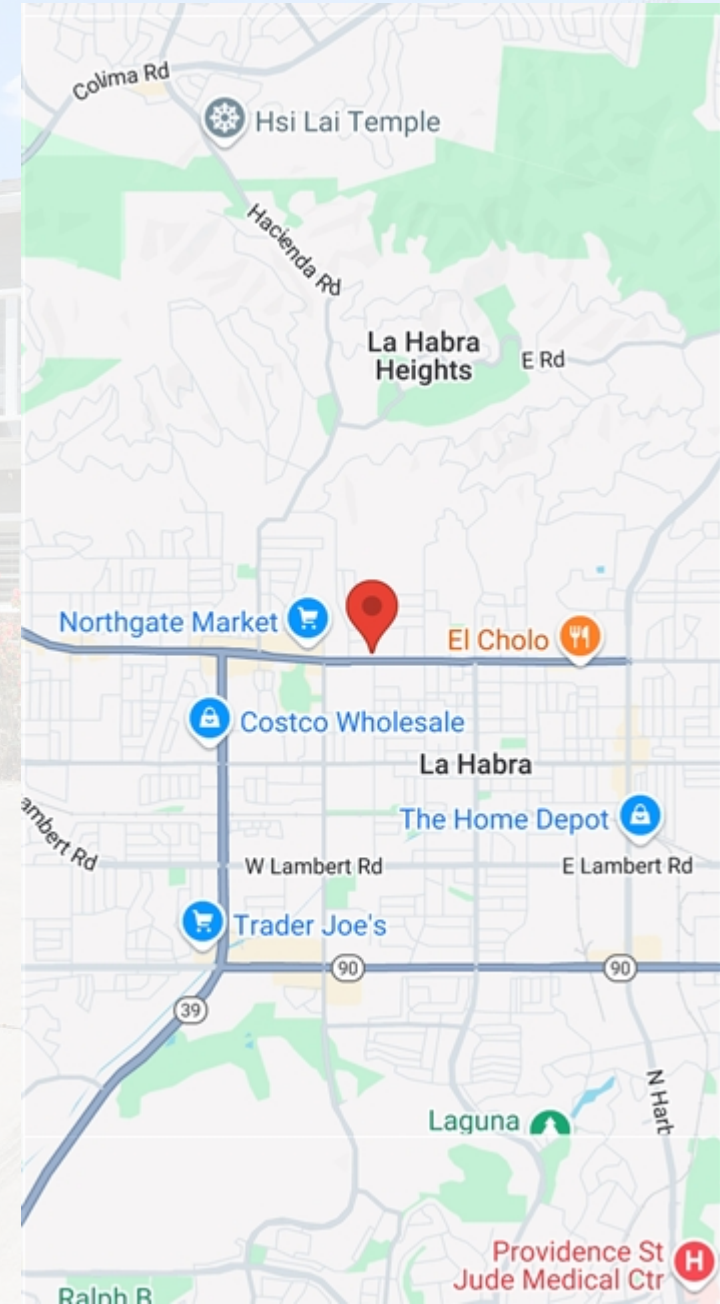 Colima Rd
Hsi Lai Temple
Hacienda Rd
La Habra
Heights
E Rd
Northgate Market
El Cholo
Costco Wholesale
La Habra
The Home Depot
ambert Rd
W Lambert Rd
E Lambert Rd
Trader Joe's
90
90
39
N Harb
Laguna
Providence St
Jude Medical Ctr
H
Ralph B